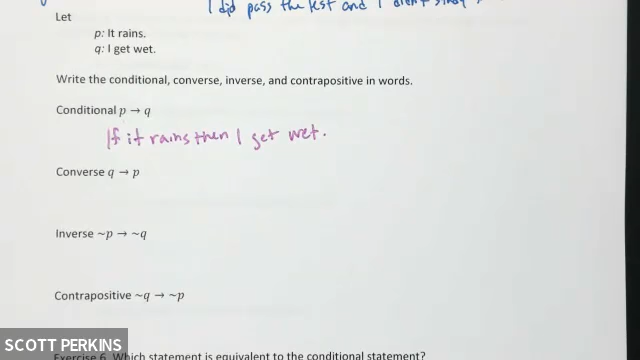 I did pass the test and I didn't study
Let
p: It rains.
q: I get wet.
Write the conditional, converse, inverse, and contrapositive in words.
Conditional p → q
If it rains then I get wet.
Converse q → p
Inverse ~p → ~q
Contrapositive ~q → ~p
SCOTT PERKINS
Exercise 6. Which statement is equivalent to the conditional statement?